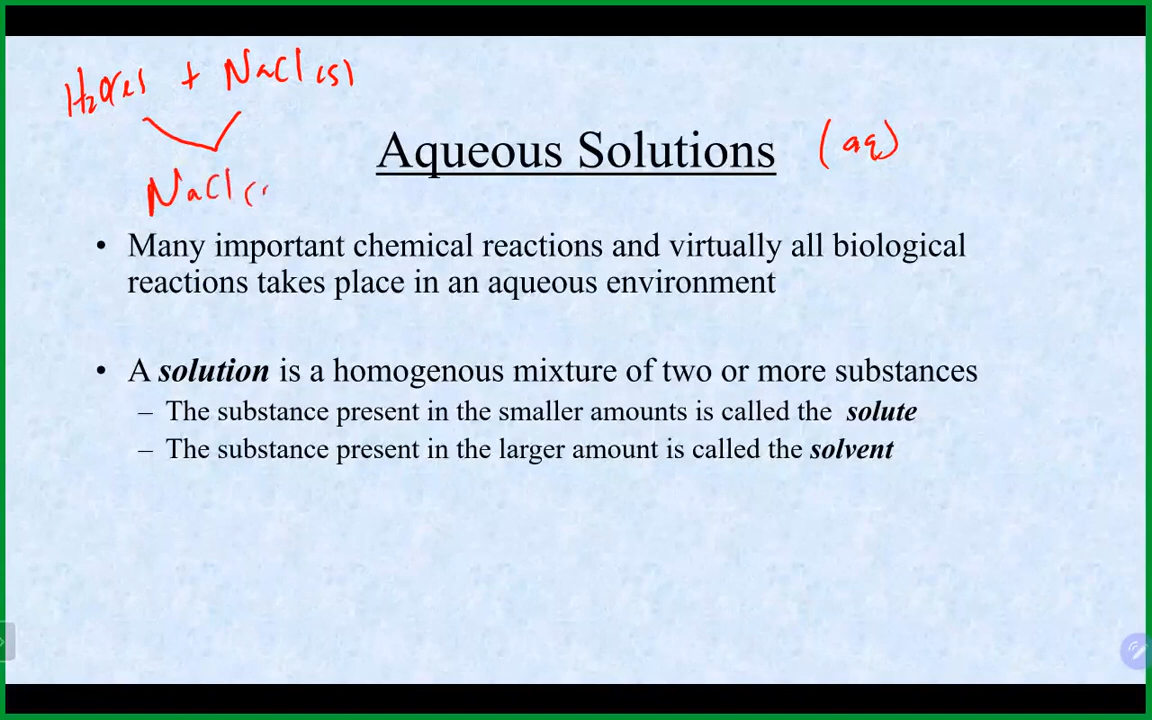 H₂O(l) + NaCl(s)
NaCl(
Aqueous Solutions (aq)
• Many important chemical reactions and virtually all biological
reactions takes place in an aqueous environment
• A solution is a homogenous mixture of two or more substances
– The substance present in the smaller amounts is called the solute
– The substance present in the larger amount is called the solvent